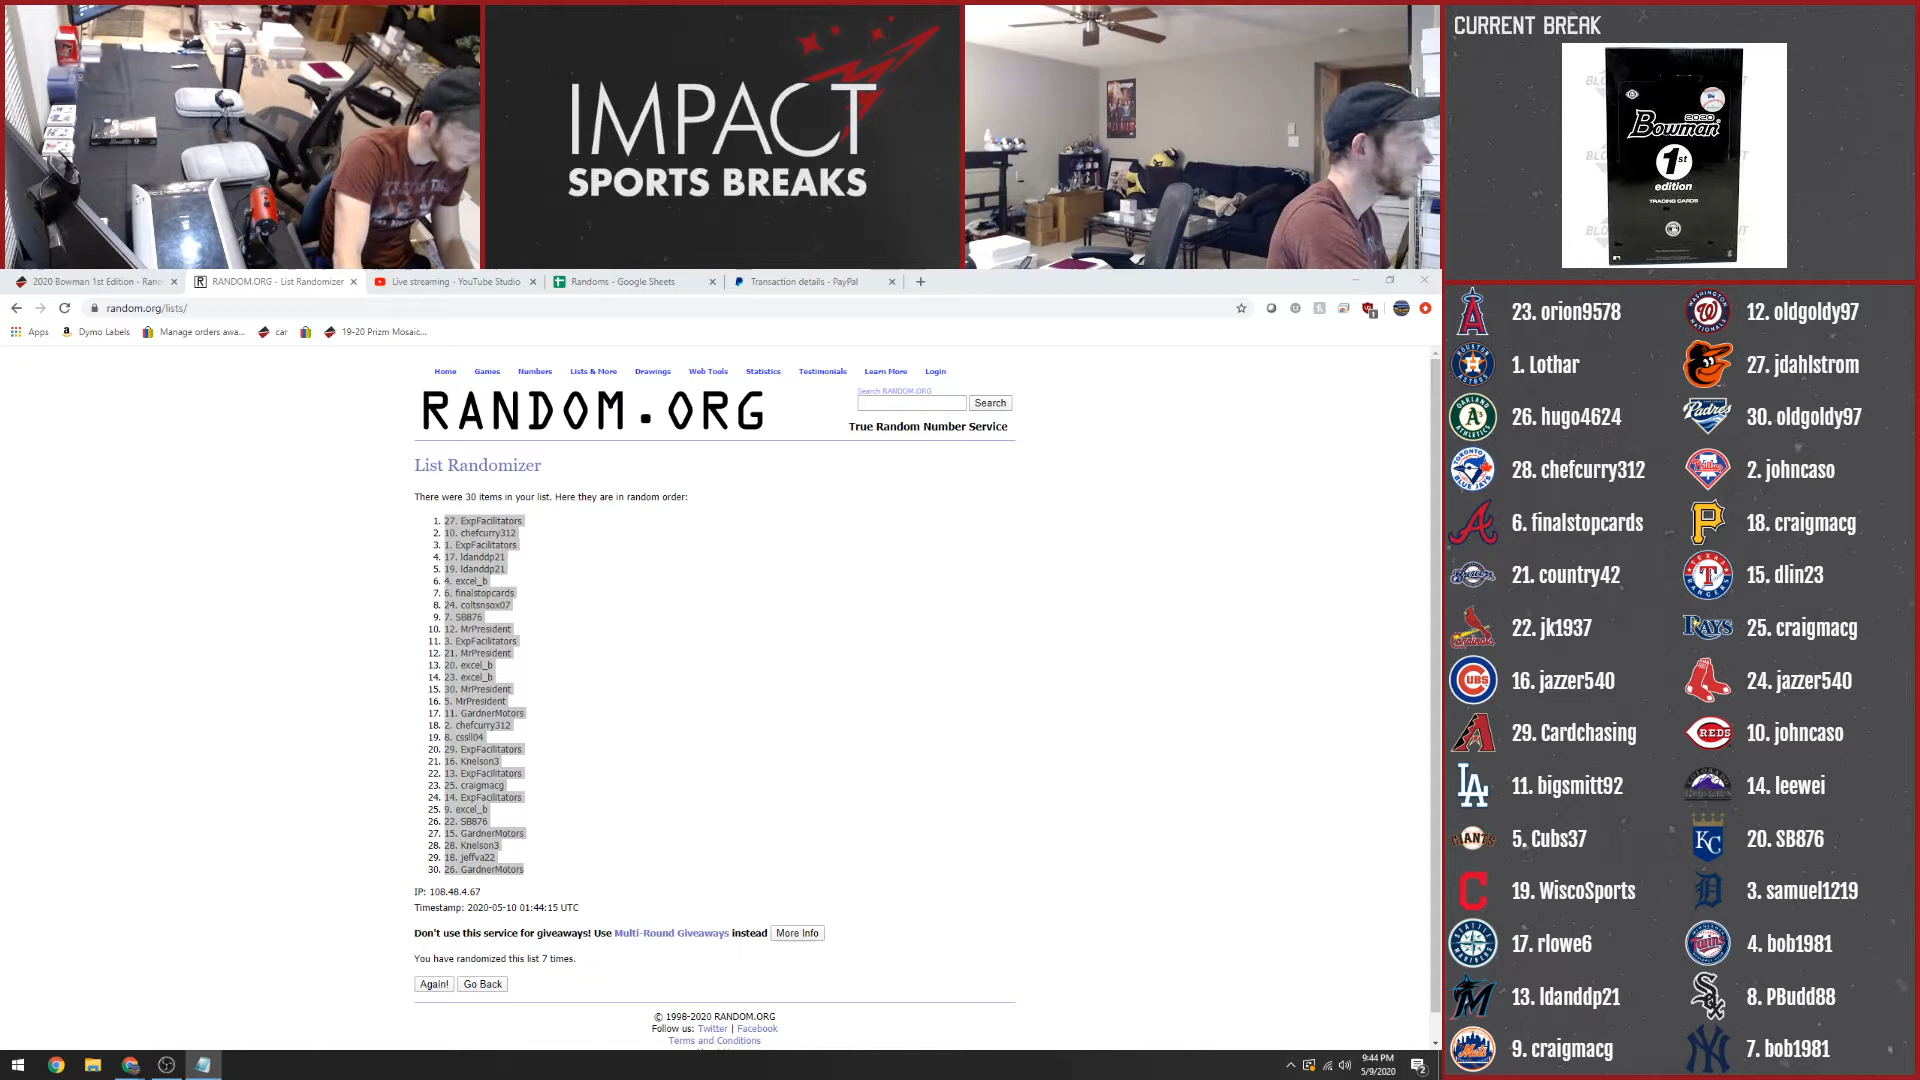 IMPACT
SPORTS BREAKS
CURRENT BREAK
2020
Bowman
1st
edition
TRADING CARDS
2020 Bowman 1st Edition - Rand
RANDOM.ORG - List Randomizer
Live streaming - YouTube Studio
Randoms - Google Sheets
Transaction details - PayPal
random.org/lists/
Apps
Dymo Labels
Manage orders awa...
car
19-20 Prizm Mosaic...
Home
Games
Numbers
Lists & More
Drawings
Web Tools
Statistics
Testimonials
Learn More
Login
RANDOM.ORG
Search RANDOM.ORG
Search
True Random Number Service
List Randomizer
There were 30 items in your list. Here they are in random order:
1. 27. ExpFacilitators
2. 10. chefcurry312
3. 1. ExpFacilitators
4. 17. ldanddp21
5. 19. ldanddp21
6. 4. excel_b
7. 6. finalstopcards
8. 24. coltsnsox07
9. 7. SB876
10. 12. MrPresident
11. 3. ExpFacilitators
12. 21. MrPresident
13. 20. excel_b
14. 23. excel_b
15. 30. MrPresident
16. 5. MrPresident
17. 11. GardnerMotors
18. 2. chefcurry312
19. 8. cssll04
20. 29. ExpFacilitators
21. 16. Knelson3
22. 13. ExpFacilitators
23. 25. craigmacg
24. 14. ExpFacilitators
25. 9. excel_b
26. 22. SB876
27. 15. GardnerMotors
28. 28. Knelson3
29. 18. jeffva22
30. 26. GardnerMotors
IP: 108.48.4.67
Timestamp: 2020-05-10 01:44:15 UTC
Don't use this service for giveaways! Use Multi-Round Giveaways instead More Info
You have randomized this list 7 times.
Again! Go Back
© 1998-2020 RANDOM.ORG
Follow us: Twitter | Facebook
Terms and Conditions
23. orion9578
12. oldgoldy97
1. Lothar
27. jdahlstrom
26. hugo4624
30. oldgoldy97
28. chefcurry312
2. johncaso
6. finalstopcards
18. craigmacg
21. country42
15. dlin23
22. jk1937
25. craigmacg
16. jazzer540
24. jazzer540
29. Cardchasing
10. johncaso
11. bigsmitt92
14. leewei
5. Cubs37
20. SB876
19. WiscoSports
3. samuel1219
17. rlowe6
4. bob1981
13. ldanddp21
8. PBudd88
9. craigmacg
7. bob1981
9:44 PM
5/9/2020